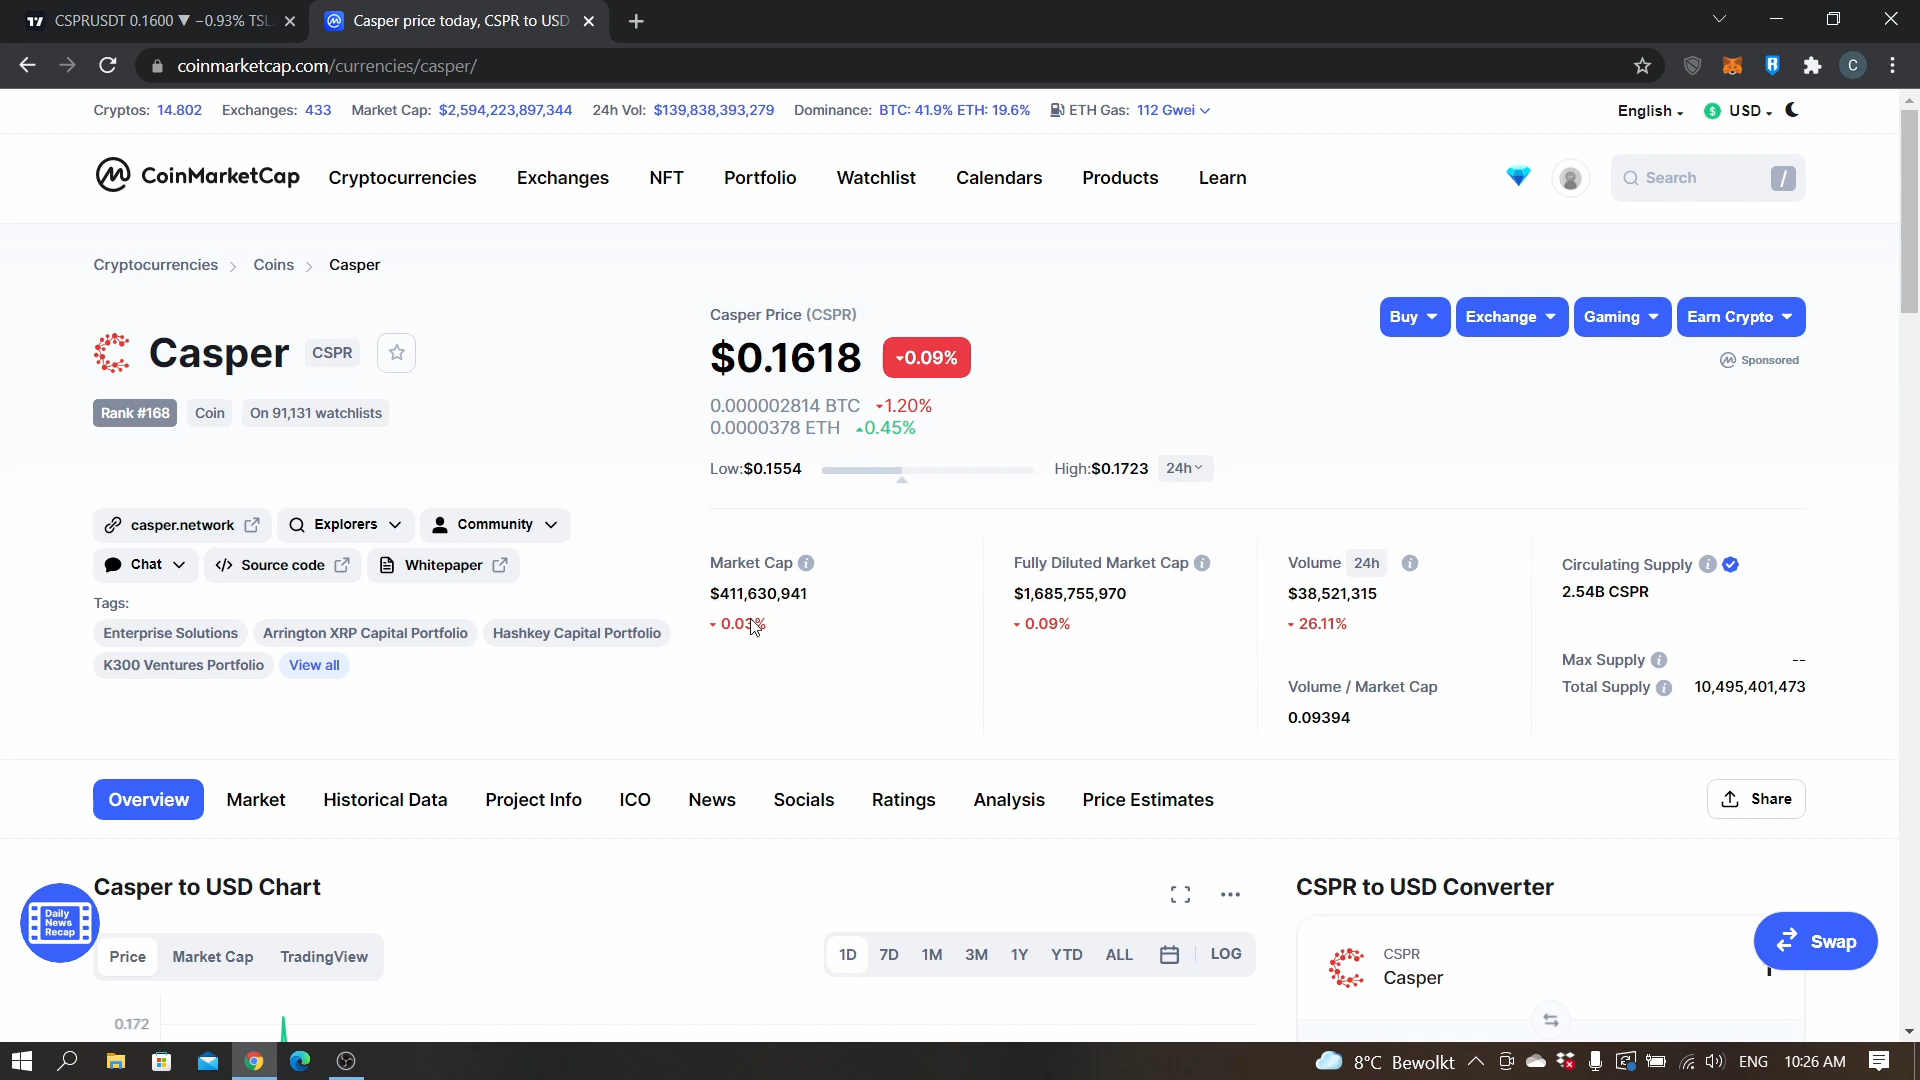 CSPRUSDT 0.1600 ▼ −0.93% TSL
Casper price today, CSPR to USD
coinmarketcap.com/currencies/casper/
C
Cryptos: 14.802 Exchanges: 433 Market Cap: $2,594,223,897,344 24h Vol: $139,838,393,279 Dominance: BTC: 41.9% ETH: 19.6% ETH Gas: 112 Gwei
English USD
CoinMarketCap Cryptocurrencies Exchanges NFT Portfolio Watchlist Calendars Products Learn Search /
Cryptocurrencies > Coins > Casper
Casper CSPR
Rank #168 Coin On 91,131 watchlists
Casper Price (CSPR)
$0.1618 -0.09%
0.000002814 BTC -1.20%
0.0000378 ETH 0.45%
Low:$0.1554 High:$0.1723 24h
Buy Exchange Gaming Earn Crypto
Sponsored
casper.network Explorers Community
Chat Source code Whitepaper
Tags:
Enterprise Solutions Arrington XRP Capital Portfolio Hashkey Capital Portfolio
K300 Ventures Portfolio View all
Market Cap
$411,630,941
0.03%
Fully Diluted Market Cap
$1,685,755,970
0.09%
Volume 24h
$38,521,315
26.11%
Volume / Market Cap
0.09394
Circulating Supply
2.54B CSPR
Max Supply --
Total Supply 10,495,401,473
Overview Market Historical Data Project Info ICO News Socials Ratings Analysis Price Estimates Share
Casper to USD Chart
Daily
News
Recap
Price Market Cap TradingView
1D 7D 1M 3M 1Y YTD ALL LOG
0.172
CSPR to USD Converter
CSPR
Casper
Swap
8°C Bewolkt ENG 10:26 AM